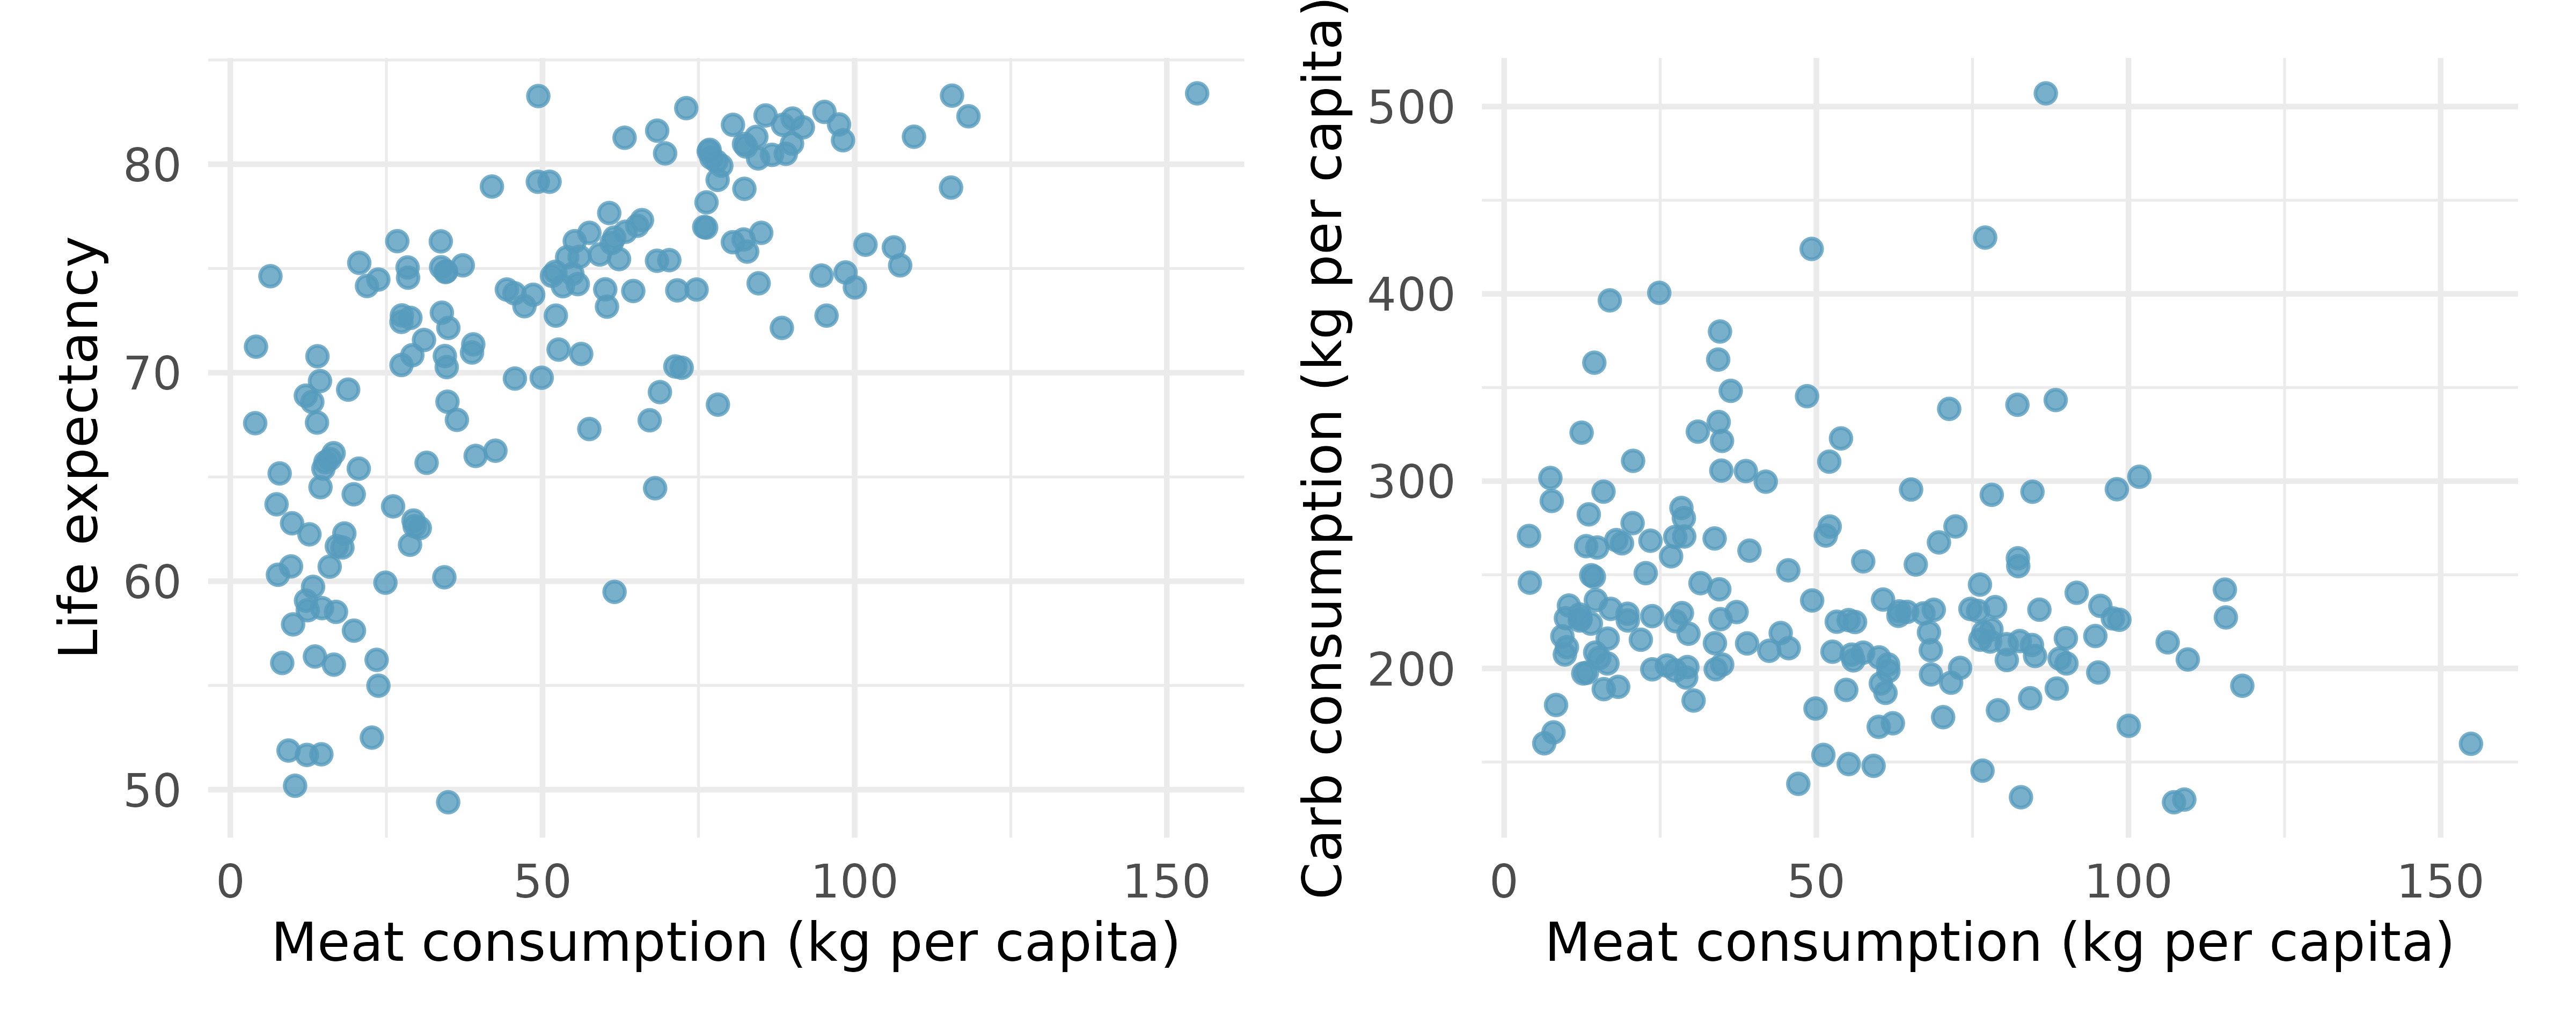 Life expectancy
80
70
60
50
0 50 100 150
Meat consumption (kg per capita)
Carb consumption (kg per capita)
500
400
300
200
0 50 100 150
Meat consumption (kg per capita)